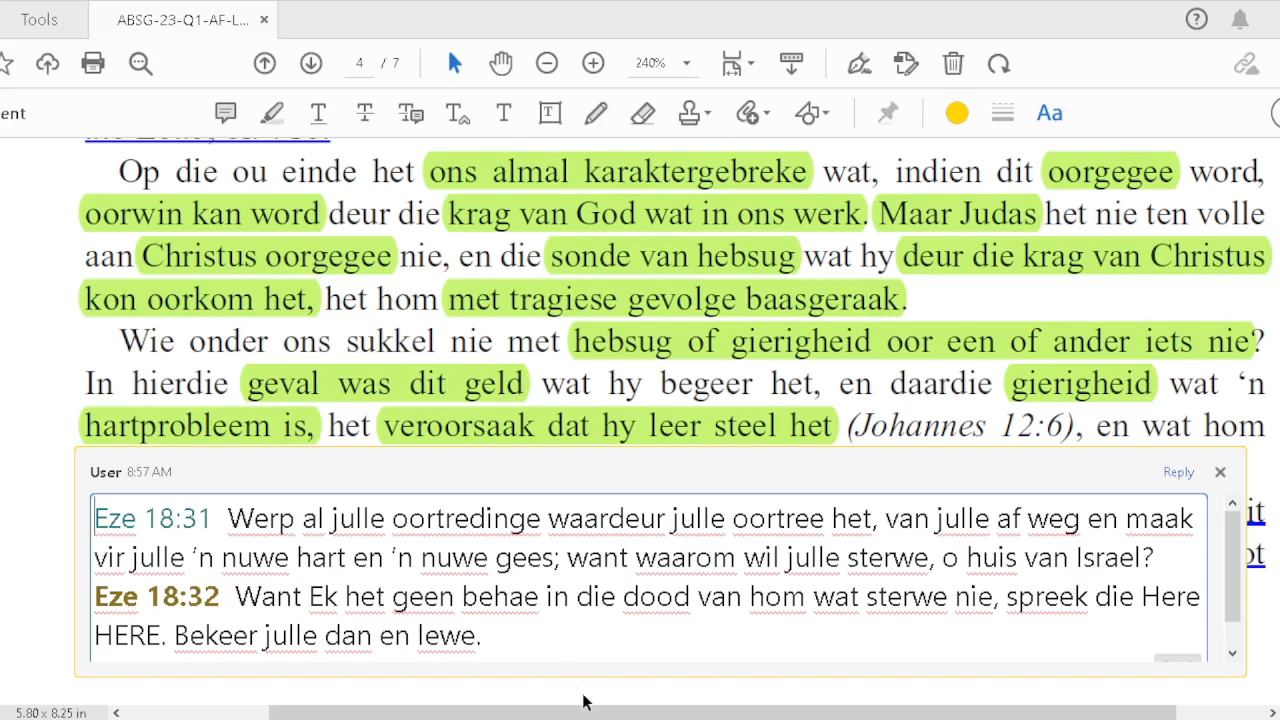 Tools
ABSG-23-Q1-AF-L... ×
4 / 7
240%
ent
Aa
Op die ou einde het ons almal karaktergebreke wat, indien dit oorgegee word,
oorwin kan word deur die krag van God wat in ons werk. Maar Judas het nie ten volle
aan Christus oorgegee nie, en die sonde van hebsug wat hy deur die krag van Christus
kon oorkom het, het hom met tragiese gevolge baasgeraak.
Wie onder ons sukkel nie met hebsug of gierigheid oor een of ander iets nie?
In hierdie geval was dit geld wat hy begeer het, en daardie gierigheid wat ‘n
hartprobleem is, het veroorsaak dat hy leer steel het (Johannes 12:6), en wat hom
User 8:57 AM
Reply
Eze 18:31 Werp al julle oortredinge waardeur julle oortree het, van julle af weg en maak
vir julle ’n nuwe hart en ’n nuwe gees; want waarom wil julle sterwe, o huis van Israel?
Eze 18:32 Want Ek het geen behae in die dood van hom wat sterwe nie, spreek die Here
HERE. Bekeer julle dan en lewe.
it
ot
5.80 x 8.25 in